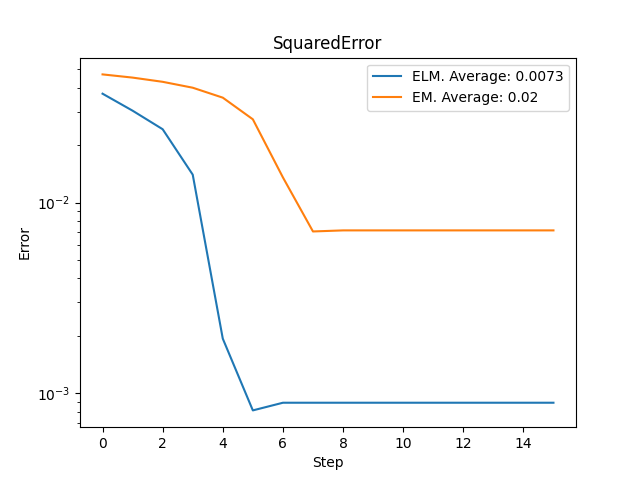 SquaredError
ELM. Average: 0.0073
EM. Average: 0.02
Error
10⁻²
10⁻³
0 2 4 6 8 10 12 14
Step